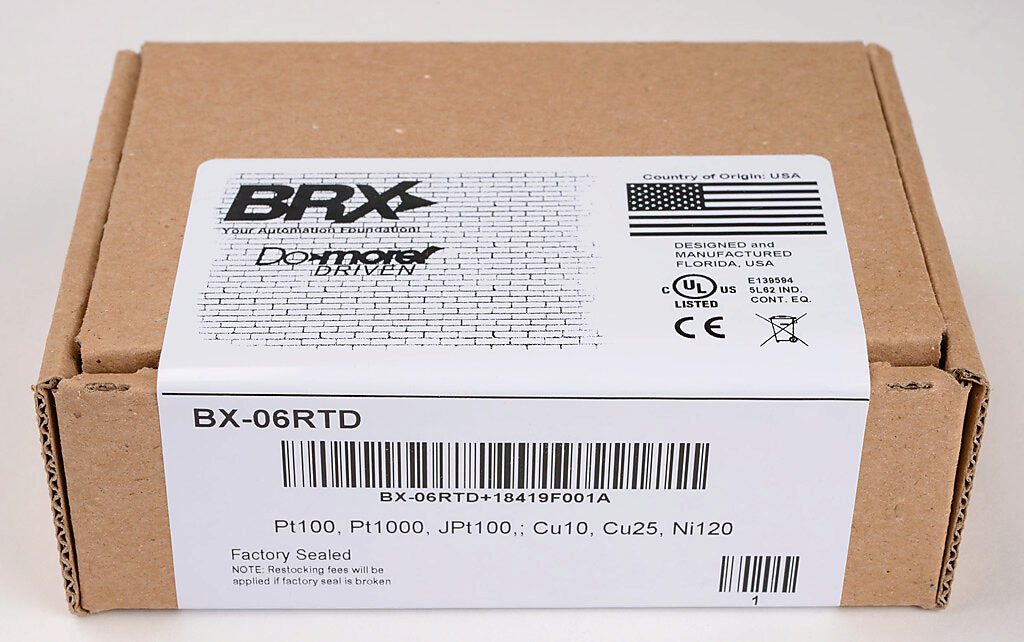 BRX
Your Automation Foundation!
Do-more!
DRIVEN
Country of Origin: USA
DESIGNED and
MANUFACTURED
FLORIDA, USA
C UL US
LISTED
E139594
5L62 IND.
CONT. EQ.
CE
BX-06RTD
BX-06RTD+18419F001A
Pt100, Pt1000, JPt100,; Cu10, Cu25, Ni120
Factory Sealed
NOTE: Restocking fees will be
applied if factory seal is broken
1